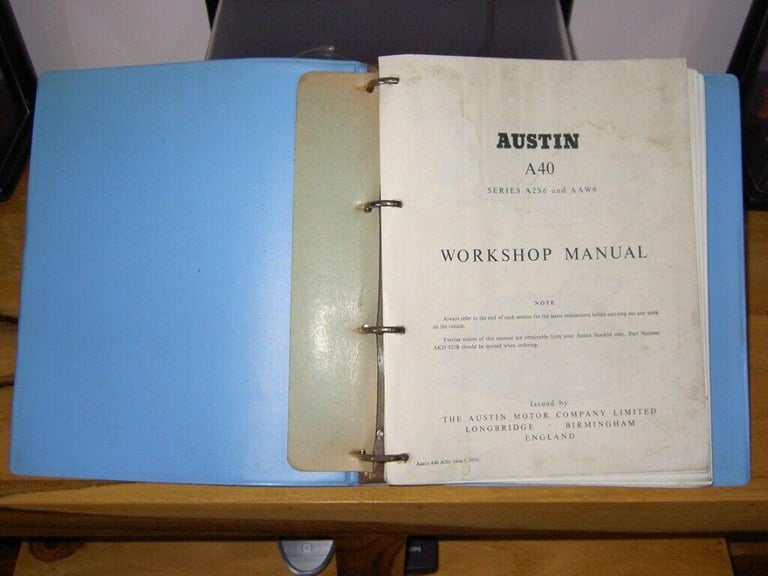 AUSTIN
A40
SERIES A2S6 and AAW6
WORKSHOP MANUAL
NOTE
Always refer to the end of each section for the latest instructions before carrying out any work
on the vehicle.
Further copies of this manual are obtainable from your Austin Stockist only. Part Number
AKD 927B should be quoted when ordering.
Issued by
THE AUSTIN MOTOR COMPANY LIMITED
LONGBRIDGE · BIRMINGHAM
ENGLAND
Austin A40